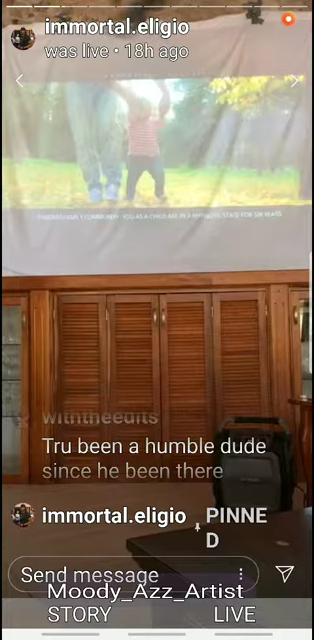 immortal.eligio
was live • 18h ago
withtheedits
Tru been a humble dude
since he been there
immortal.eligio
PINNE
D
Send message
Moody_Azz_Artist
STORY
LIVE